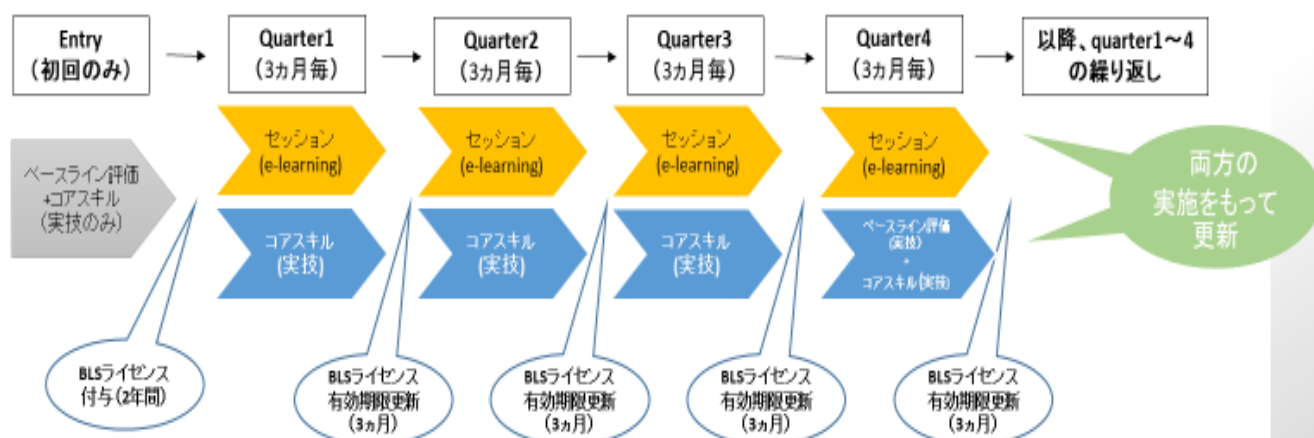 Entry
(初回のみ)
Quarter1
(3ヵ月毎)
Quarter2
(3ヵ月毎)
Quarter3
(3ヵ月毎)
Quarter4
(3ヵ月毎)
以降、quarter1～4
の繰り返し
ベースライン評価
+コアスキル
(実技のみ)
セッション
(e-learning)
セッション
(e-learning)
セッション
(e-learning)
セッション
(e-learning)
両方の
実施をもって
更新
コアスキル
(実技)
コアスキル
(実技)
コアスキル
(実技)
ベースライン評価
(実技)
+
コアスキル(実技)
BLSライセンス
付与(2年間)
BLSライセンス
有効期限更新
(3ヵ月)
BLSライセンス
有効期限更新
(3ヵ月)
BLSライセンス
有効期限更新
(3ヵ月)
BLSライセンス
有効期限更新
(3ヵ月)